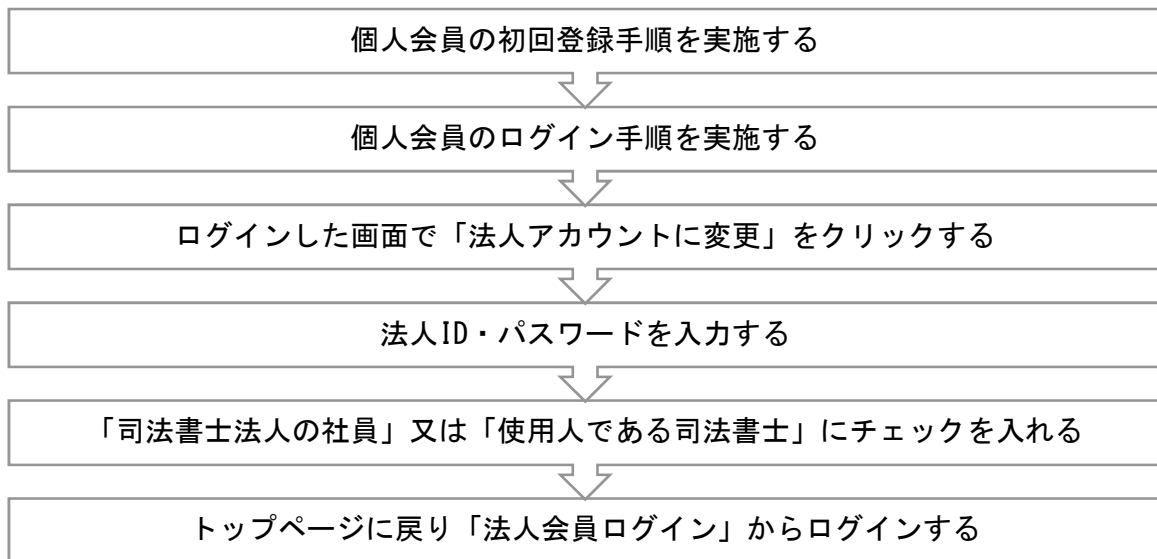 個人会員の初回登録手順を実施する
個人会員のログイン手順を実施する
ログインした画面で「法人アカウントに変更」をクリックする
法人ID・パスワードを入力する
「司法書士法人の社員」又は「使用人である司法書士」にチェックを入れる
トップページに戻り「法人会員ログイン」からログインする